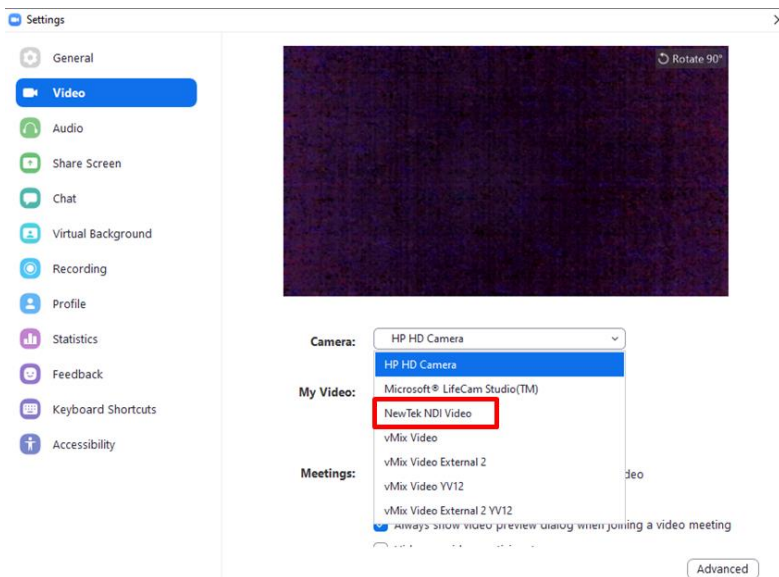 Settings
General
Video
Audio
Share Screen
Chat
Virtual Background
Recording
Profile
Statistics
Feedback
Keyboard Shortcuts
Accessibility
Rotate 90°
Camera:
HP HD Camera
HP HD Camera
Microsoft® LifeCam Studio(TM)
My Video:
NewTek NDI Video
vMix Video
vMix Video External 2
Meetings:
deo
vMix Video YV12
vMix Video External 2 YV12
Always show video preview dialog when joining a video meeting
Advanced